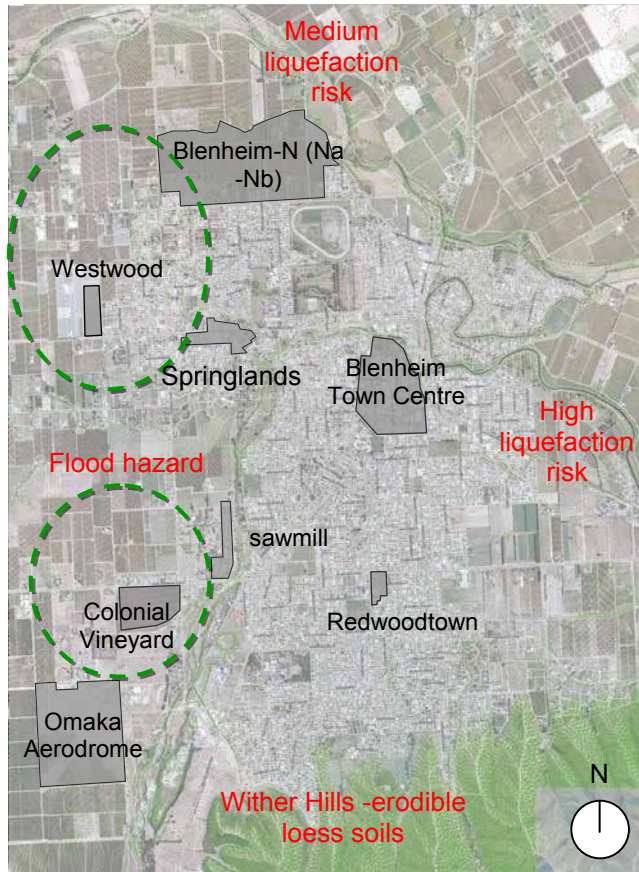 Medium
liquefaction
risk
Blenheim-N (Na
-Nb)
Westwood
Springlands
Blenheim
Town Centre
High
liquefaction
risk
Flood hazard
sawmill
Colonial
Vineyard
Redwoodtown
Omaka
Aerodrome
N
Wither Hills -erodible
loess soils